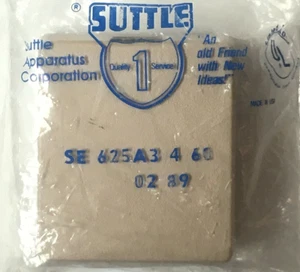 ® SUTTLE
Suttle
Apparatus
Corporation
Quality 1 Service
"An
old Friend
with New
Ideas!"
SE 625A3 4 60
02 89